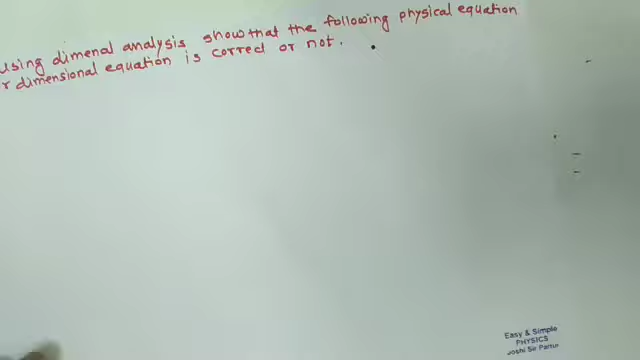 using dimenal analysis show that the following physical equation
r dimensional equation is correct or not.
Easy & Simple
PHYSICS
Joshi Sir